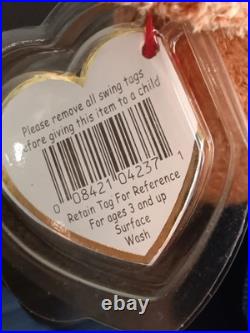 Please remove all swing tags
before giving this item to a child
0 08421 04237 1
Retain Tag For Reference
For ages 3 and up
Surface
Wash